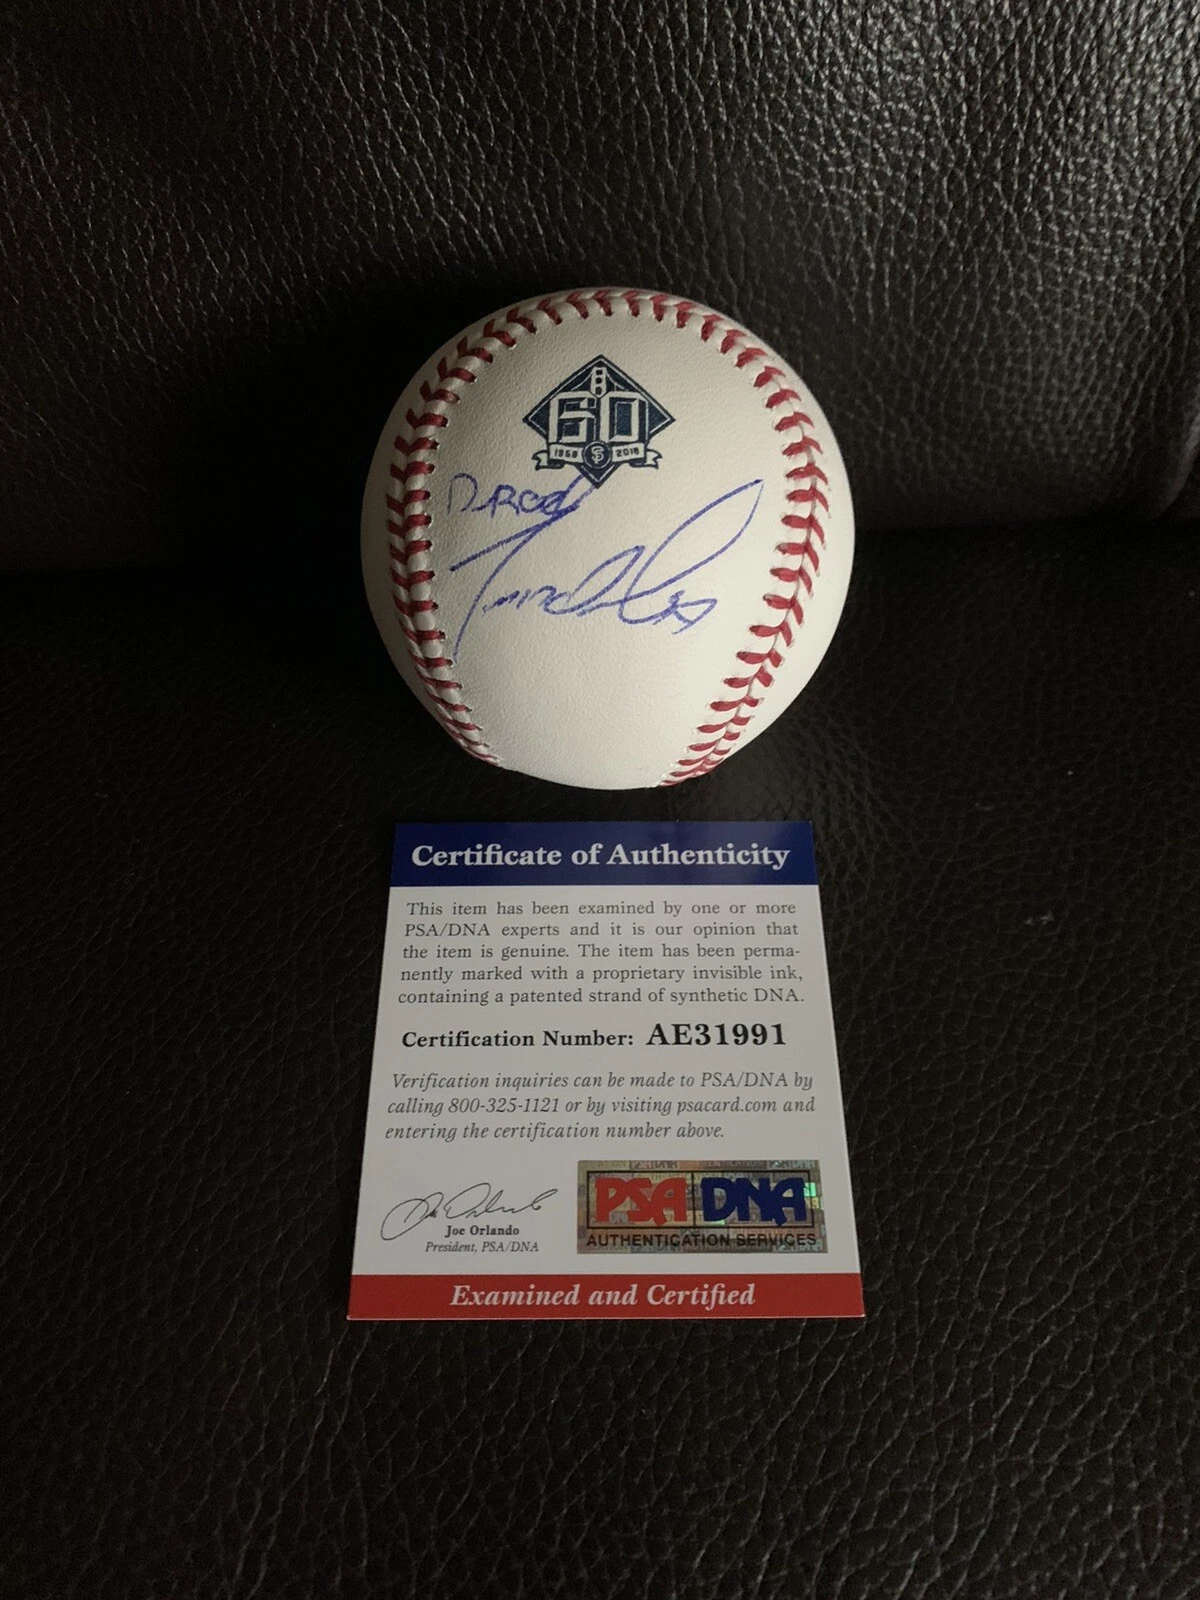 60
1958 SF 2018
D-Rod
Certificate of Authenticity
This item has been examined by one or more
PSA/DNA experts and it is our opinion that
the item is genuine. The item has been perma-
nently marked with a proprietary invisible ink,
containing a patented strand of synthetic DNA.
Certification Number: AE31991
Verification inquiries can be made to PSA/DNA by
calling 800-325-1121 or by visiting psacard.com and
entering the certification number above.
Joe Orlando
President, PSA/DNA
PSA DNA
AUTHENTICATION SERVICES
Examined and Certified